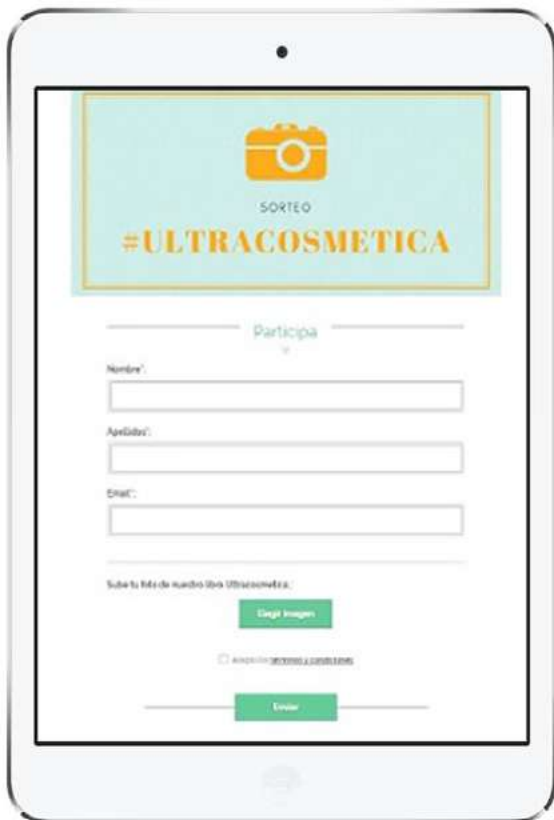 SORTEO
#ULTRACOSMETICA
Participa
Nombre*:
Apellidos*:
Email*:
Sube tu foto de nuestro libro Ultracosmetica:
Elegir Imagen
Acepto los términos y condiciones
Enviar